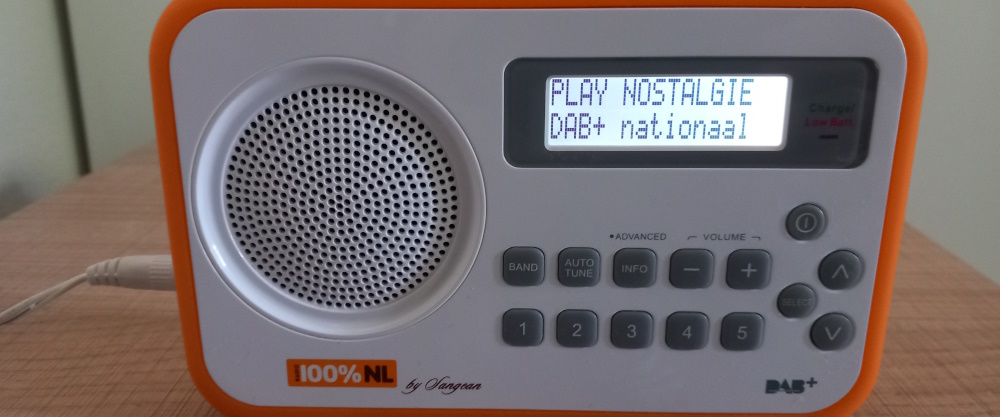 PLAY NOSTALGIE
DAB+ nationaal
Charge/
Low Batt.
•ADVANCED
VOLUME
BAND
AUTO TUNE
INFO
−
+
SELECT
1
2
3
4
5
100%NL
by Sangean
DAB+